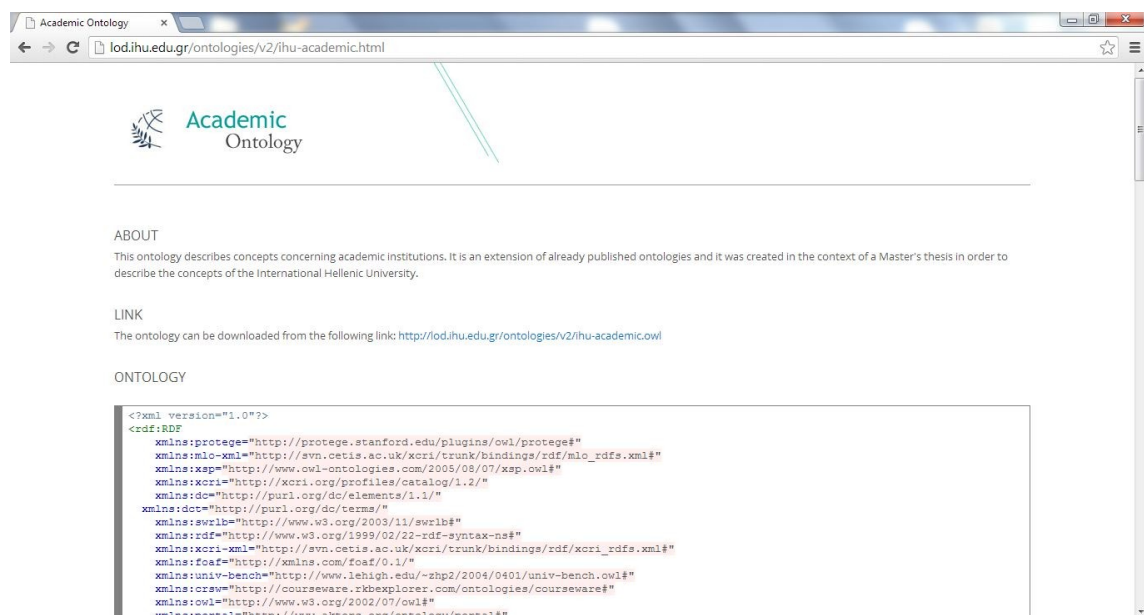 Academic Ontology
lod.ihu.edu.gr/ontologies/v2/ihu-academic.html
Academic
Ontology
ABOUT
This ontology describes concepts concerning academic institutions. It is an extension of already published ontologies and it was created in the context of a Master's thesis in order to
describe the concepts of the International Hellenic University.
LINK
The ontology can be downloaded from the following link: http://lod.ihu.edu.gr/ontologies/v2/ihu-academic.owl
ONTOLOGY
<?xml version="1.0"?>
<rdf:RDF
xmlns:protege="http://protege.stanford.edu/plugins/owl/protege#"
xmlns:mlo-xml="http://svn.cetis.ac.uk/xcri/trunk/bindings/rdf/mlo_rdfs.xml#"
xmlns:xsp="http://www.owl-ontologies.com/2005/08/07/xsp.owl#"
xmlns:xcri="http://xcri.org/profiles/catalog/1.2/"
xmlns:dc="http://purl.org/dc/elements/1.1/"
xmlns:dct="http://purl.org/dc/terms/"
xmlns:swrlb="http://www.w3.org/2003/11/swrlb#"
xmlns:rdf="http://www.w3.org/1999/02/22-rdf-syntax-ns#"
xmlns:xcri-xml="http://svn.cetis.ac.uk/xcri/trunk/bindings/rdf/xcri_rdfs.xml#"
xmlns:foaf="http://xmlns.com/foaf/0.1/"
xmlns:univ-bench="http://www.lehigh.edu/~zhp2/2004/0401/univ-bench.owl#"
xmlns:crsw="http://courseware.rkbexplorer.com/ontologies/courseware#"
xmlns:owl="http://www.w3.org/2002/07/owl#"
xmlns:portal="http://www.aktors.org/ontology/portal#"